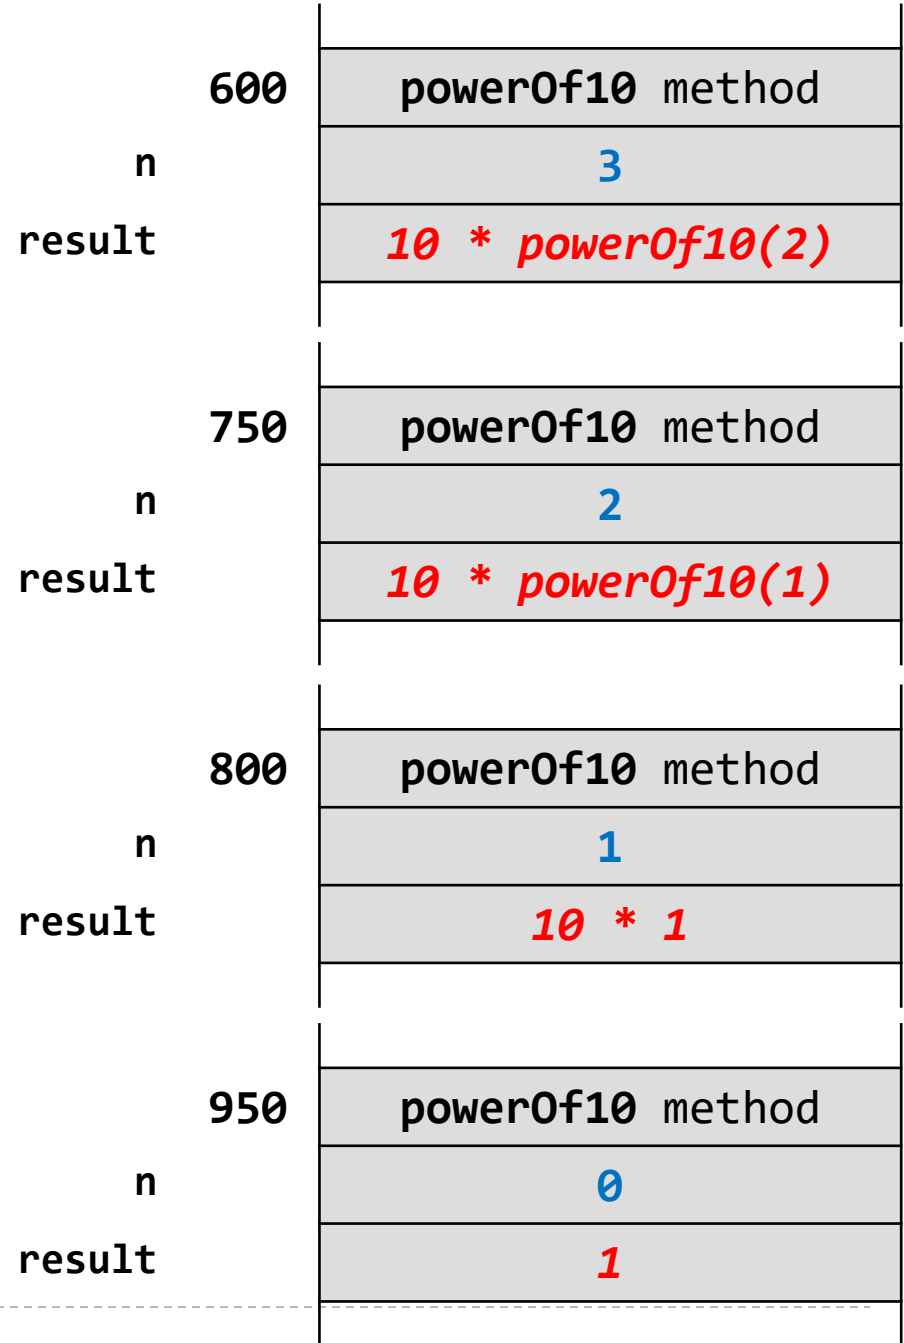 600 powerOf10 method
n 3
result 10 * powerOf10(2)
750 powerOf10 method
n 2
result 10 * powerOf10(1)
800 powerOf10 method
n 1
result 10 * 1
950 powerOf10 method
n 0
result 1